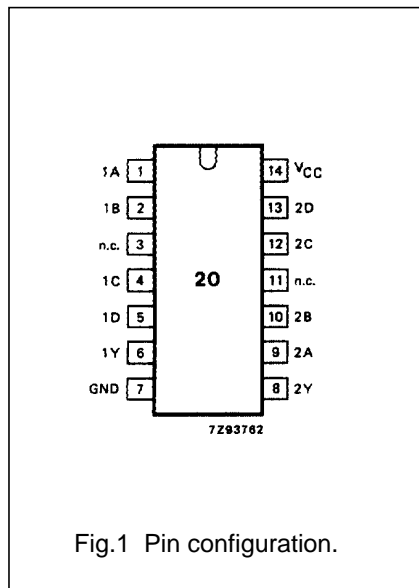 1A 1 14 VCC
1B 2 13 2D
n.c. 3 12 2C
1C 4 20 11 n.c.
1D 5 10 2B
1Y 6 9 2A
GND 7 8 2Y
7Z93762
Fig.1 Pin configuration.